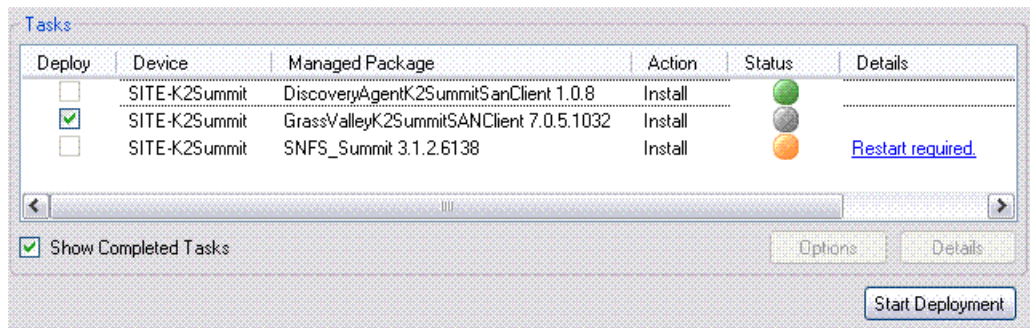 Tasks
Deploy Device Managed Package Action Status Details
SITE-K2Summit DiscoveryAgentK2SummitSanClient 1.0.8 Install
SITE-K2Summit GrassValleyK2SummitSANClient 7.0.5.1032 Install
SITE-K2Summit SNFS_Summit 3.1.2.6138 Install Restart required.
Show Completed Tasks Options Details
Start Deployment